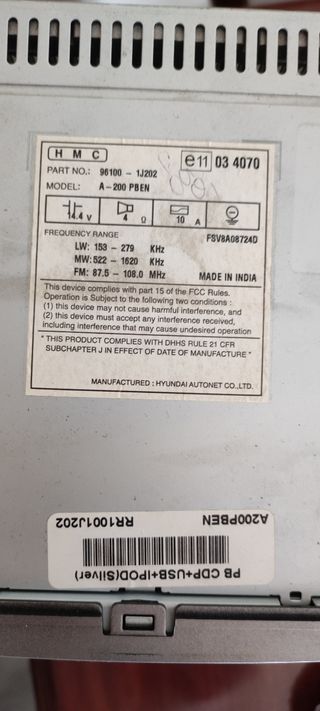 H M C
e11 03 4070
PART NO.: 96100 - 1J202
MODEL: A-200 PBEN
14.4 V 4 Ω 10 A
FREQUENCY RANGE FSV8A08724D
LW: 153 - 279 KHz
MW: 522 - 1620 KHz
FM: 87.5 - 108.0 MHz MADE IN INDIA
This device complies with part 15 of the FCC Rules.
Operation is Subject to the following two conditions :
(1) this device may not cause harmful interface, and
(2) this device must accept any interference received,
including interference that may cause undesired operation
" THIS PRODUCT COMPLIES WITH DHHS RULE 21 CFR
SUBCHAPTER J IN EFFECT OF DATE OF MANUFACTURE "
MANUFACTURED : HYUNDAI AUTONET CO.,LTD.
PB CDP+USB+IPOD(Silver)
RR1001J202 A200PBEN